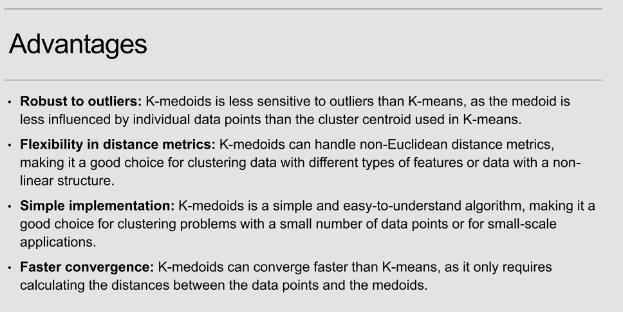 Advantages
• Robust to outliers: K-medoids is less sensitive to outliers than K-means, as the medoid is
less influenced by individual data points than the cluster centroid used in K-means.
• Flexibility in distance metrics: K-medoids can handle non-Euclidean distance metrics,
making it a good choice for clustering data with different types of features or data with a non-
linear structure.
• Simple implementation: K-medoids is a simple and easy-to-understand algorithm, making it a
good choice for clustering problems with a small number of data points or for small-scale
applications.
• Faster convergence: K-medoids can converge faster than K-means, as it only requires
calculating the distances between the data points and the medoids.